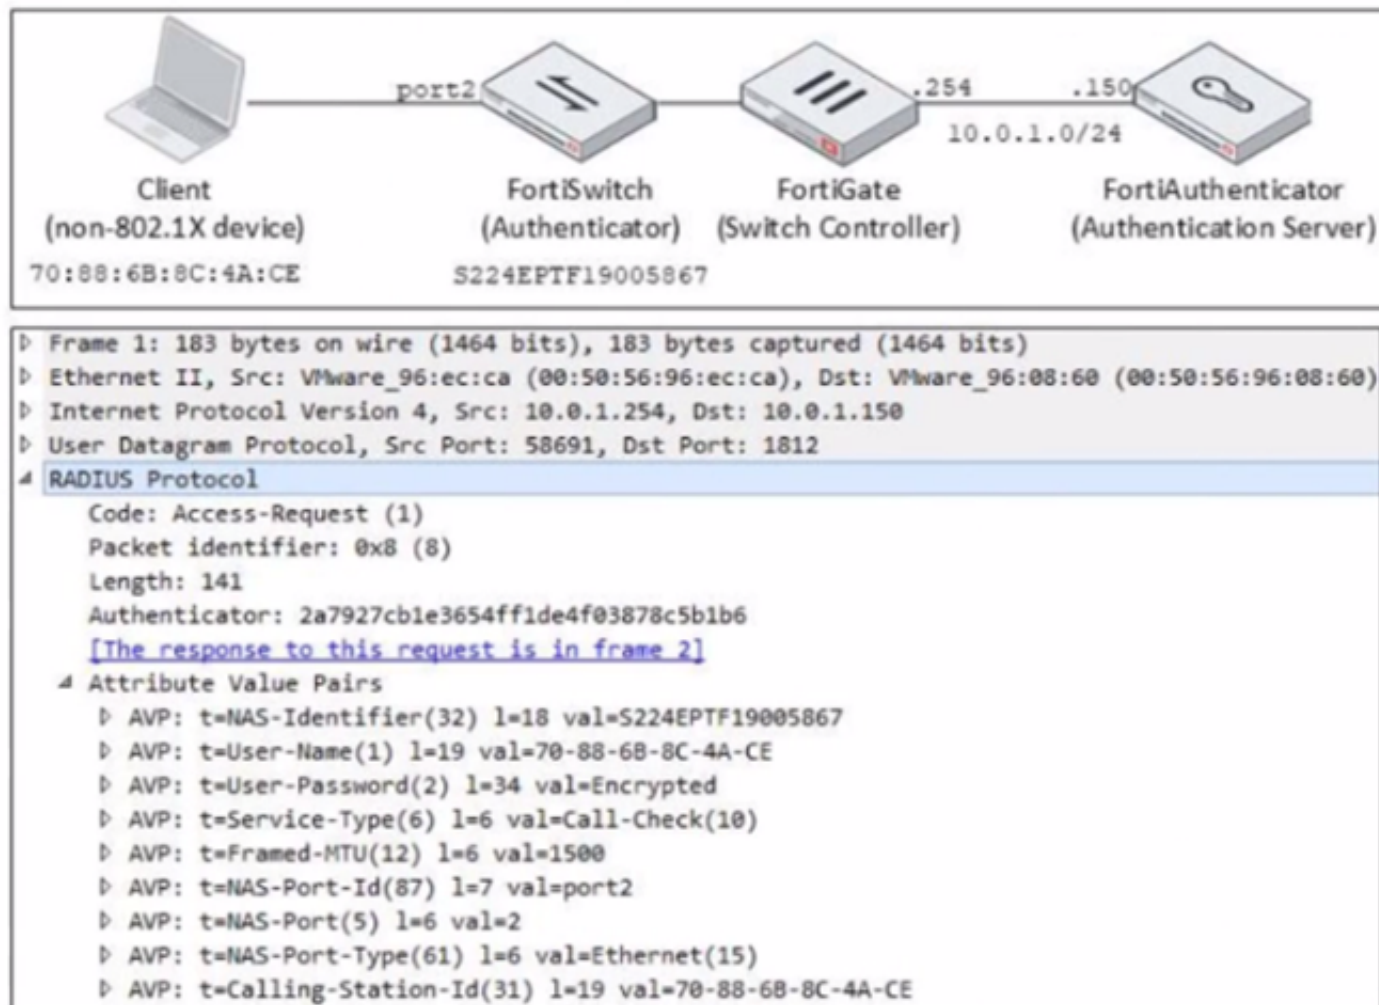 port2
.254
.150
10.0.1.0/24
Client
(non-802.1X device)
70:88:6B:8C:4A:CE
FortiSwitch
(Authenticator)
S224EPTF19005867
FortiGate
(Switch Controller)
FortiAuthenticator
(Authentication Server)
Frame 1: 183 bytes on wire (1464 bits), 183 bytes captured (1464 bits)
Ethernet II, Src: VMware_96:ec:ca (00:50:56:96:ec:ca), Dst: VMware_96:08:60 (00:50:56:96:08:60)
Internet Protocol Version 4, Src: 10.0.1.254, Dst: 10.0.1.150
User Datagram Protocol, Src Port: 58691, Dst Port: 1812
RADIUS Protocol
Code: Access-Request (1)
Packet identifier: 0x8 (8)
Length: 141
Authenticator: 2a7927cb1e3654ff1de4f03878c5b1b6
[The response to this request is in frame 2]
Attribute Value Pairs
AVP: t=NAS-Identifier(32) l=18 val=S224EPTF19005867
AVP: t=User-Name(1) l=19 val=70-88-6B-8C-4A-CE
AVP: t=User-Password(2) l=34 val=Encrypted
AVP: t=Service-Type(6) l=6 val=Call-Check(10)
AVP: t=Framed-MTU(12) l=6 val=1500
AVP: t=NAS-Port-Id(87) l=7 val=port2
AVP: t=NAS-Port(5) l=6 val=2
AVP: t=NAS-Port-Type(61) l=6 val=Ethernet(15)
AVP: t=Calling-Station-Id(31) l=19 val=70-88-6B-8C-4A-CE